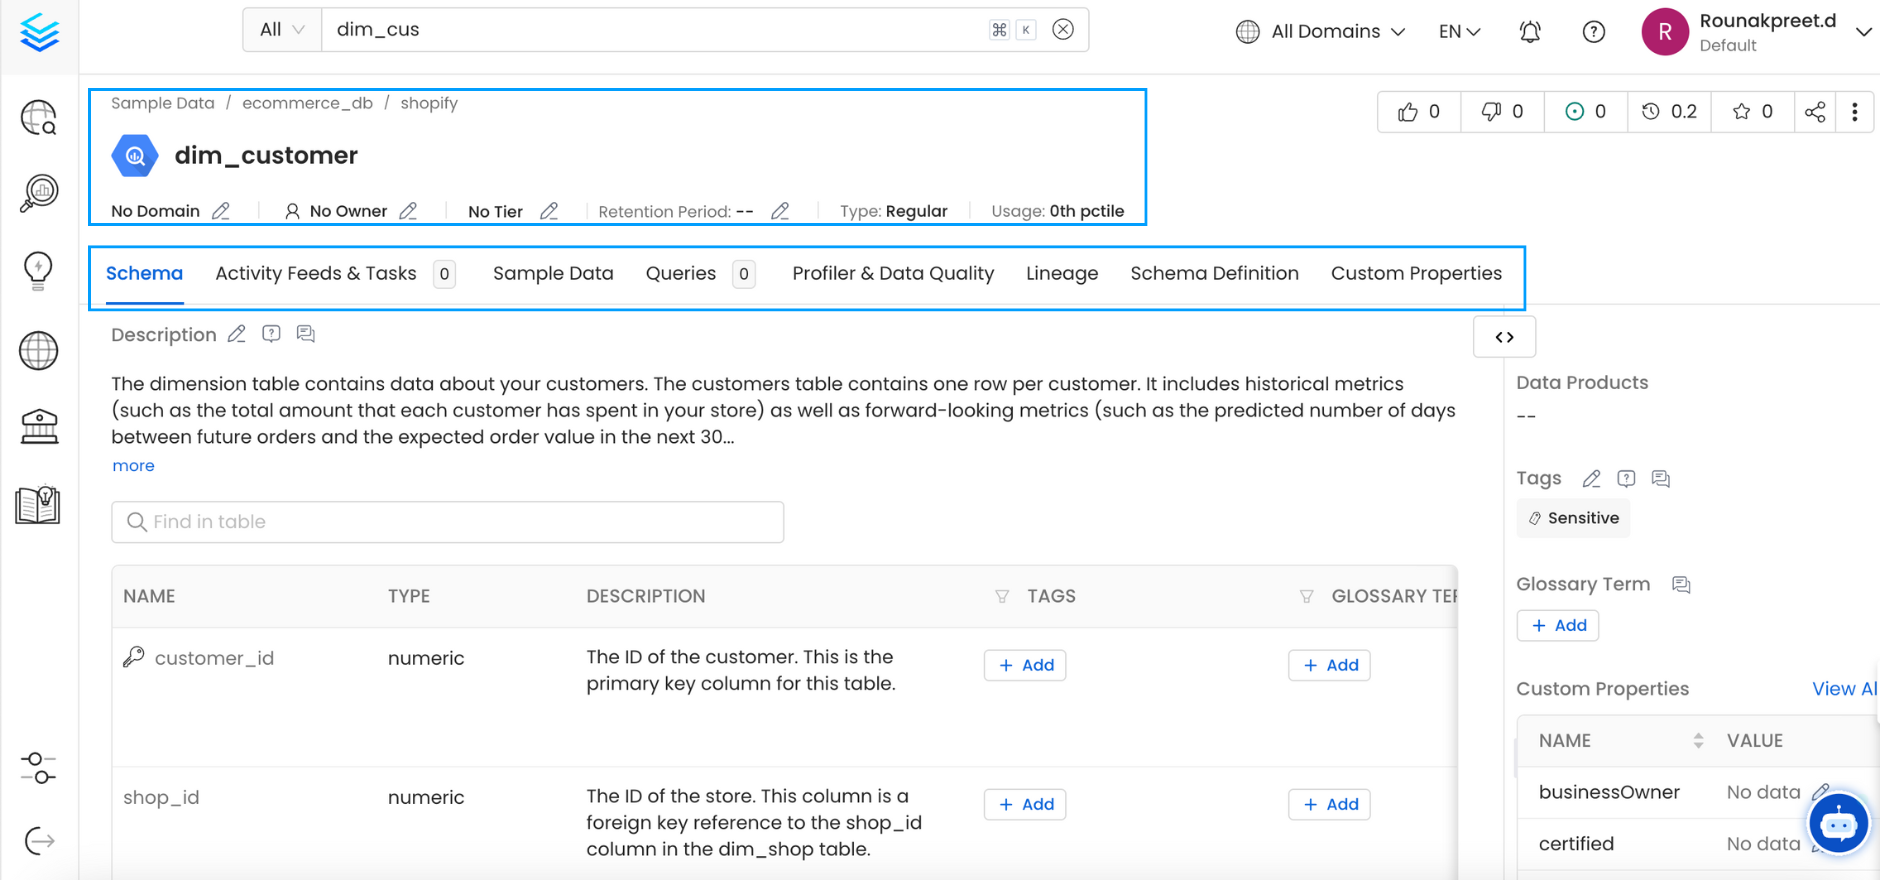 All dim_cus ⌘ K All Domains EN R Rounakpreet.d
Default
Sample Data / ecommerce_db / shopify
0 0 0 0.2 0
dim_customer
No Domain No Owner No Tier Retention Period: -- Type: Regular Usage: 0th pctile
Schema Activity Feeds & Tasks 0 Sample Data Queries 0 Profiler & Data Quality Lineage Schema Definition Custom Properties
Description
The dimension table contains data about your customers. The customers table contains one row per customer. It includes historical metrics
(such as the total amount that each customer has spent in your store) as well as forward-looking metrics (such as the predicted number of days
between future orders and the expected order value in the next 30...
more
Find in table
NAME TYPE DESCRIPTION TAGS GLOSSARY TER
customer_id numeric The ID of the customer. This is the
primary key column for this table.
+ Add + Add
shop_id numeric The ID of the store. This column is a
foreign key reference to the shop_id
column in the dim_shop table.
+ Add + Add
Data Products
--
Tags
Sensitive
Glossary Term
+ Add
Custom Properties View Al
NAME VALUE
businessOwner No data
certified No data